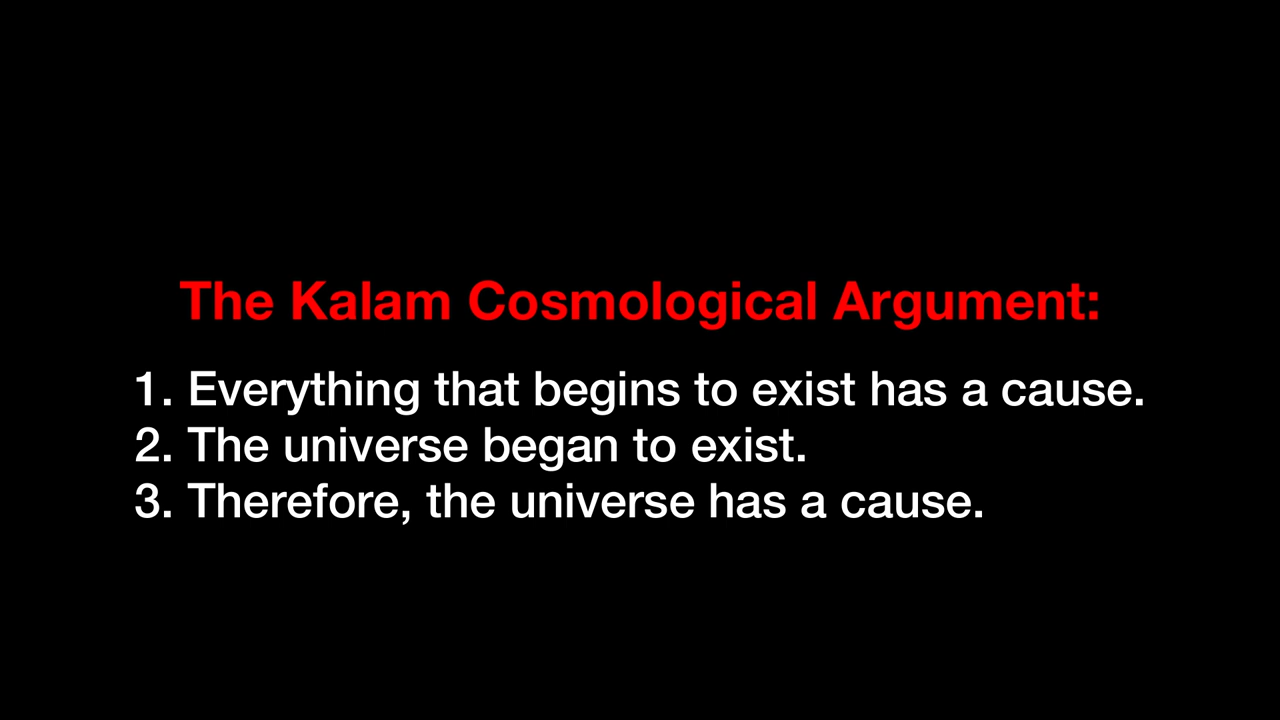 The Kalam Cosmological Argument:
1. Everything that begins to exist has a cause.
2. The universe began to exist.
3. Therefore, the universe has a cause.